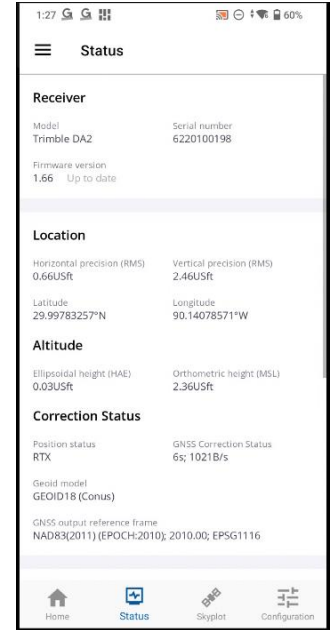 1:27 G G 60%
Status
Receiver
Model Serial number
Trimble DA2 6220100198
Firmware version
1.66 Up to date
Location
Horizontal precision (RMS) Vertical precision (RMS)
0.66USft 2.46USft
Latitude Longitude
29.99783257°N 90.14078571°W
Altitude
Ellipsoidal height (HAE) Orthometric height (MSL)
0.03USft 2.36USft
Correction Status
Position status GNSS Correction Status
RTX 6s; 1021B/s
Geoid model
GEOID18 (Conus)
GNSS output reference frame
NAD83(2011) (EPOCH:2010); 2010.00; EPSG1116
Home Status Skyplot Configuration